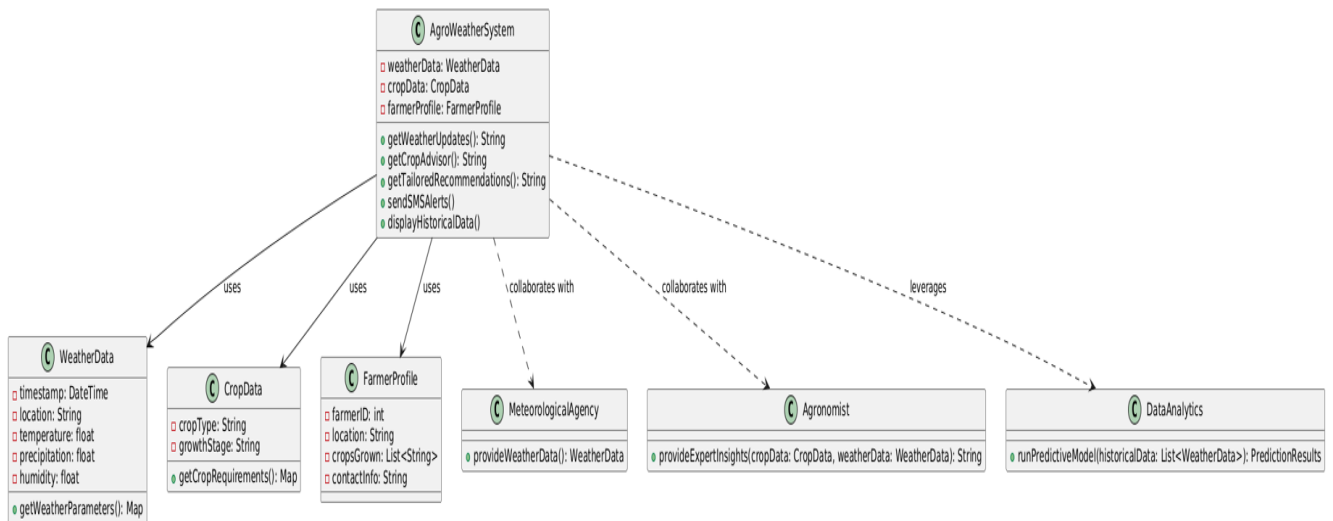 C AgroWeatherSystem
weatherData: WeatherData
cropData: CropData
farmerProfile: FarmerProfile
getWeatherUpdates(): String
getCropAdvisor(): String
getTailoredRecommendations(): String
sendSMSAlerts()
displayHistoricalData()
uses
uses
uses
collaborates with
collaborates with
leverages
C WeatherData
timestamp: DateTime
location: String
temperature: float
precipitation: float
humidity: float
getWeatherParameters(): Map
C CropData
cropType: String
growthStage: String
getCropRequirements(): Map
C FarmerProfile
farmerID: int
location: String
cropsGrown: List<String>
contactInfo: String
C MeteorologicalAgency
provideWeatherData(): WeatherData
C Agronomist
provideExpertInsights(cropData: CropData, weatherData: WeatherData): String
C DataAnalytics
runPredictiveModel(historicalData: List<WeatherData>): PredictionResults